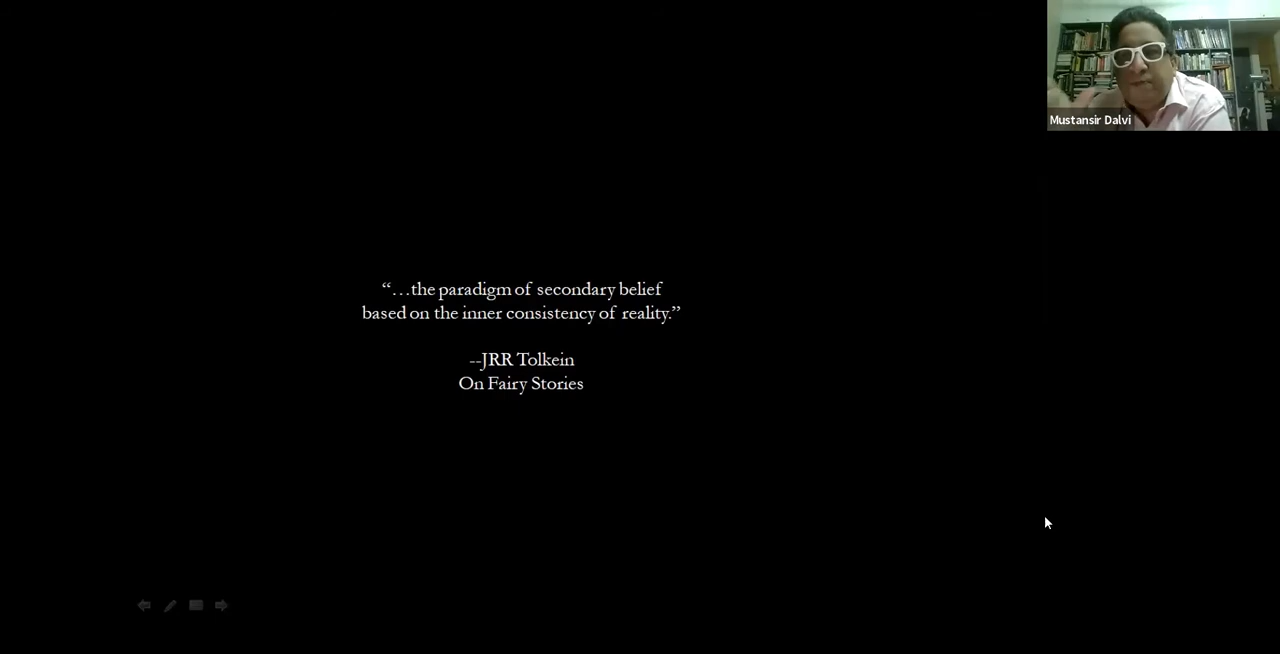 Mustansir Dalvi
“…the paradigm of secondary belief
based on the inner consistency of reality.”
--JRR Tolkein
On Fairy Stories